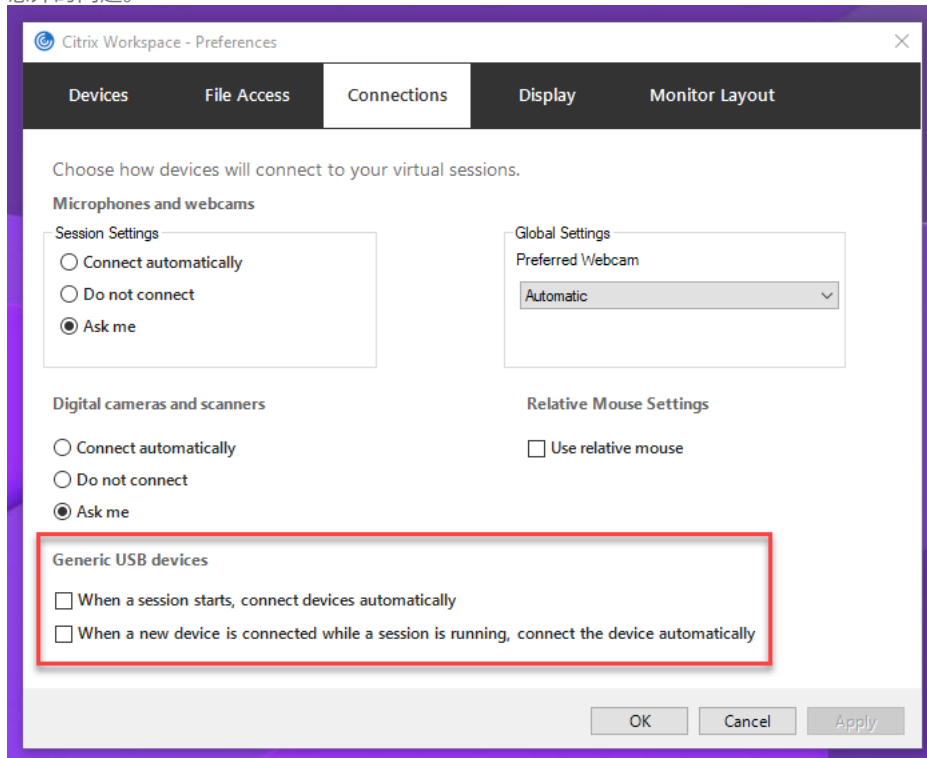 Citrix Workspace - Preferences
Devices File Access Connections Display Monitor Layout
Choose how devices will connect to your virtual sessions.
Microphones and webcams
Session Settings
Connect automatically
Do not connect
Ask me
Global Settings
Preferred Webcam
Automatic
Digital cameras and scanners
Connect automatically
Do not connect
Ask me
Relative Mouse Settings
Use relative mouse
Generic USB devices
When a session starts, connect devices automatically
When a new device is connected while a session is running, connect the device automatically
OK Cancel Apply